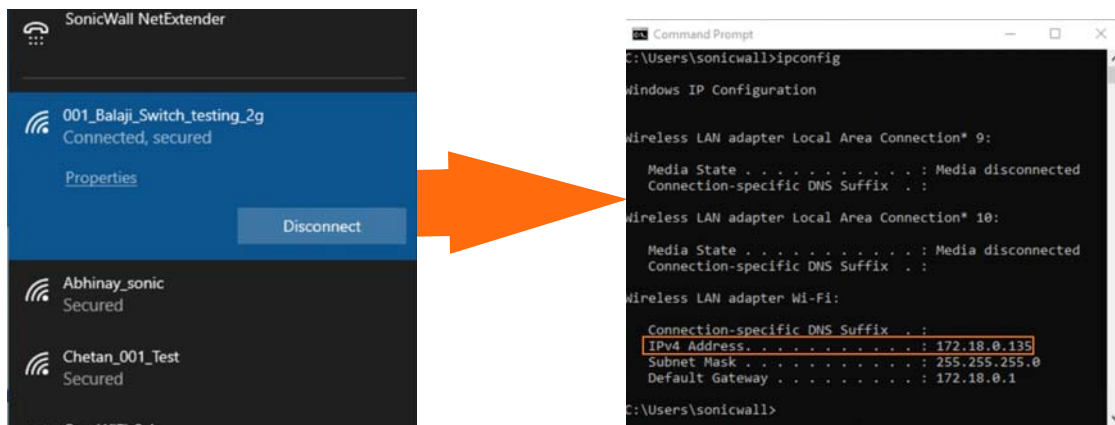 SonicWall NetExtender
001_Balaji_Switch_testing_2g
Connected, secured
Properties
Disconnect
Abhinay_sonic
Secured
Chetan_001_Test
Secured
Command Prompt
C:\Users\sonicwall>ipconfig
Windows IP Configuration
Wireless LAN adapter Local Area Connection* 9:
Media State . . . . . . . . . . . : Media disconnected
Connection-specific DNS Suffix . :
Wireless LAN adapter Local Area Connection* 10:
Media State . . . . . . . . . . . : Media disconnected
Connection-specific DNS Suffix . :
Wireless LAN adapter Wi-Fi:
Connection-specific DNS Suffix . :
IPv4 Address. . . . . . . . . . . : 172.18.0.135
Subnet Mask . . . . . . . . . . . : 255.255.255.0
Default Gateway . . . . . . . . . : 172.18.0.1
C:\Users\sonicwall>